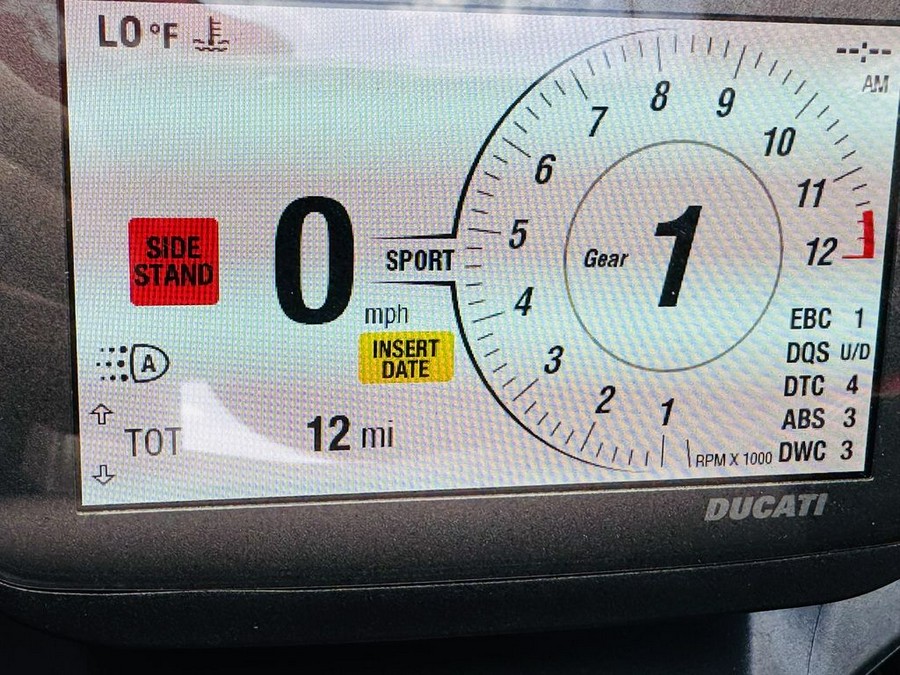 LO °F
--:--
AM
8
9
7
10
6
11
SIDE
STAND
0
mph
SPORT
5
Gear 1
12
4
EBC 1
INSERT
DATE
3
DQS U/D
A
2
1
DTC 4
ABS 3
TOT 12 mi
RPM X 1000
DWC 3
DUCATI